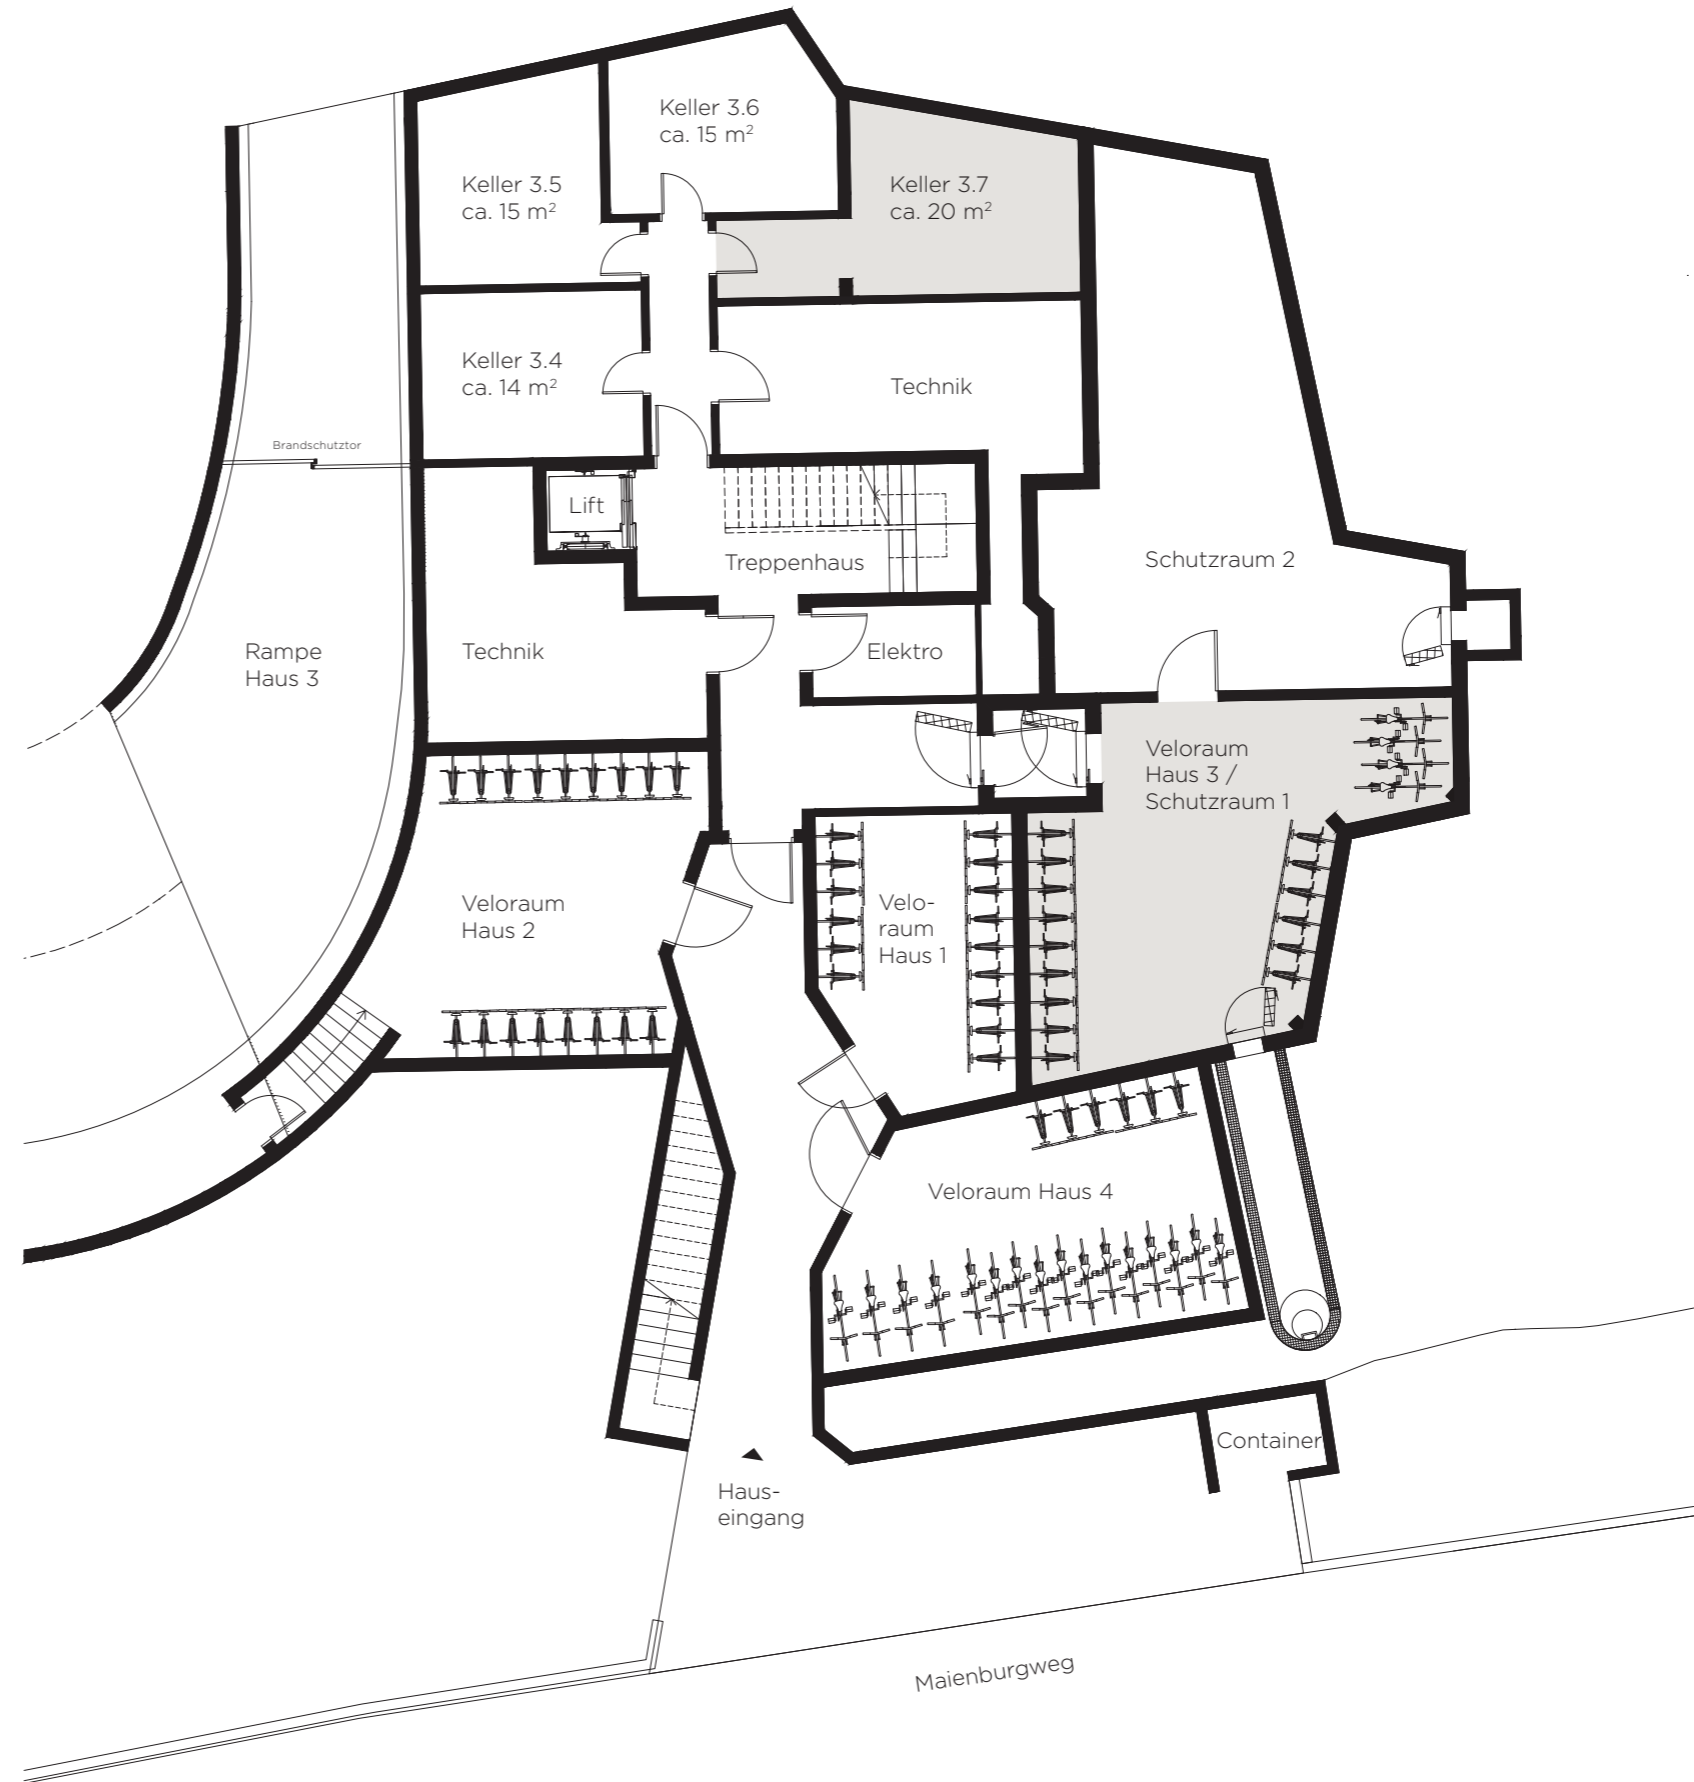 Keller 3.6
ca. 15 m²
Keller 3.5
ca. 15 m²
Keller 3.7
ca. 20 m²
Keller 3.4
ca. 14 m²
Technik
Brandschutztor
Lift
Treppenhaus
Schutzraum 2
Rampe
Haus 3
Technik
Elektro
Veloraum
Haus 3 /
Schutzraum 1
Veloraum
Haus 2
Velo-
raum
Haus 1
Veloraum Haus 4
Container
Haus-
eingang
Maienburgweg